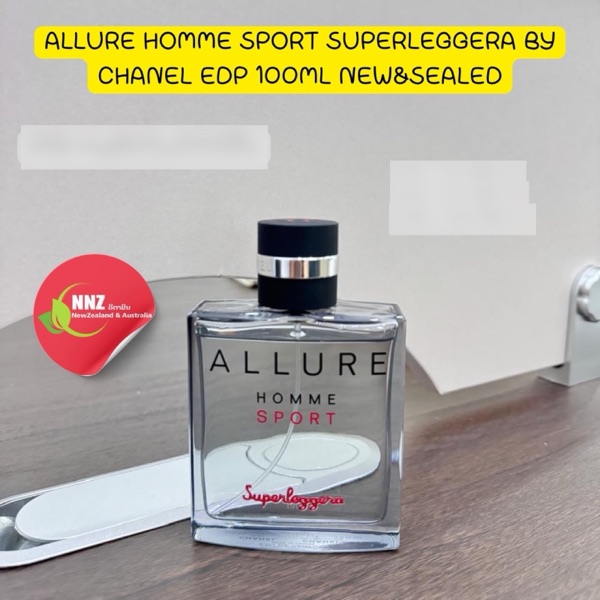 ALLURE HOMME SPORT SUPERLEGGERA BY
CHANEL EDP 100ML NEW&SEALED
NNZ
NewZealand & Australia
ALLURE
HOMME
SPORT
Superleggera